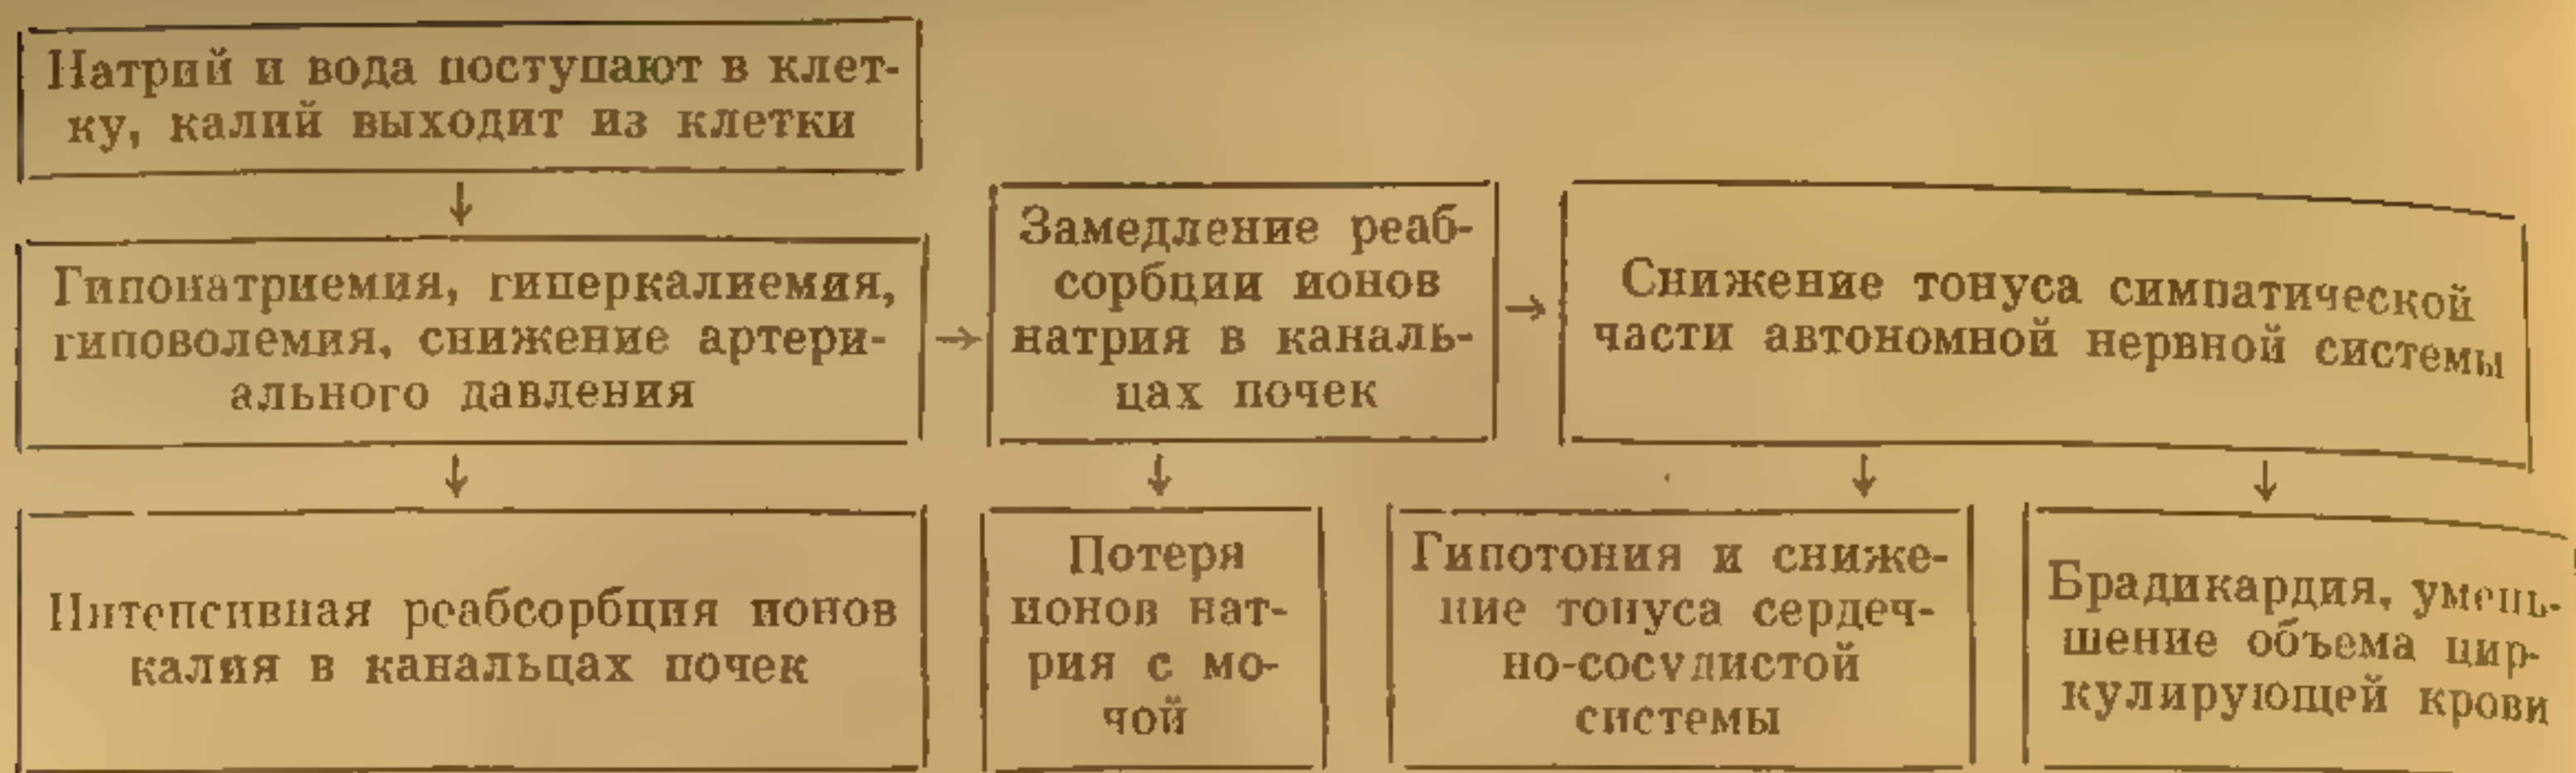 Натрий и вода поступают в клет-
ку, калий выходит из клетки
Гипонатриемия, гиперкалиемия,
гиповолемия, снижение артери-
ального давления
Замедление реаб-
сорбции ионов
натрия в каналь-
цах почек
Снижение тонуса симпатической
части автономной нервной системы
Интенсивная реабсорбция ионов
калия в канальцах почек
Потеря
ионов нат-
рия с мо-
чой
Гипотония и сниже-
ние тонуса сердеч-
но-сосудистой
системы
Брадикардия, умень-
шение объема цир-
кулирующей крови